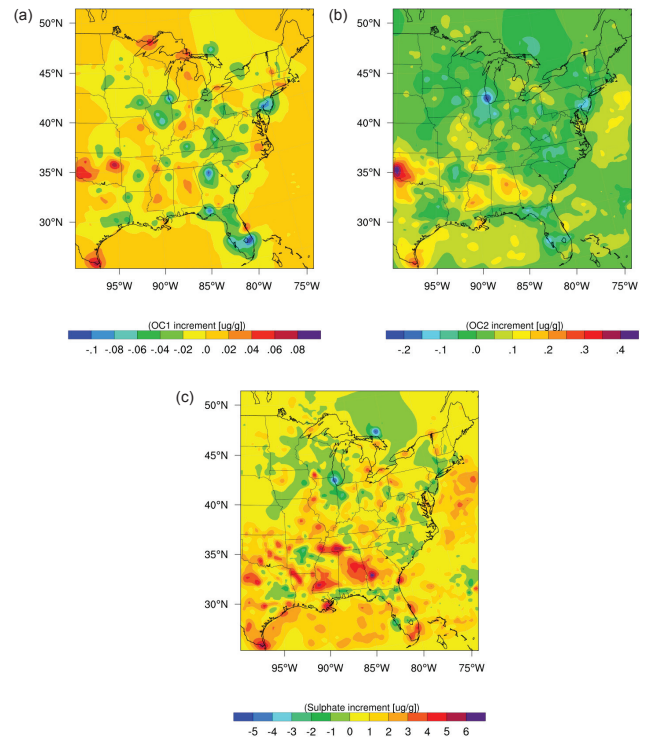 (a)
50°N
45°N
40°N
35°N
30°N
95°W 90°W 85°W 80°W 75°W
(OC1 increment [ug/g])
-.1 -.08 -.06 -.04 -.02 .0 .02 .04 .06 .08
(b)
50°N
45°N
40°N
35°N
30°N
95°W 90°W 85°W 80°W 75°W
(OC2 increment [ug/g])
-.2 -.1 .0 .1 .2 .3 .4
(c)
50°N
45°N
40°N
35°N
30°N
95°W 90°W 85°W 80°W 75°W
(Sulphate increment [ug/g])
-5 -4 -3 -2 -1 0 1 2 3 4 5 6